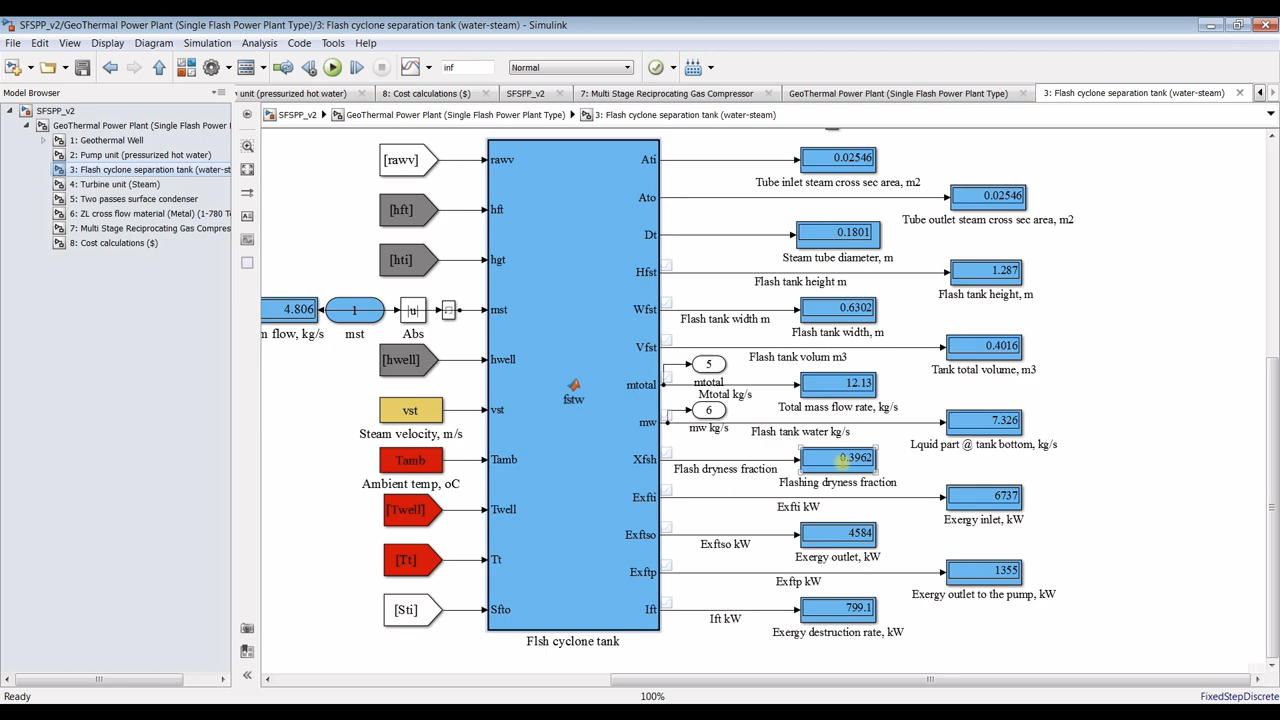 SFSPP_v2/GeoThermal Power Plant (Single Flash Power Plant Type)/3: Flash cyclone separation tank (water-steam) - Simulink
File Edit View Display Diagram Simulation Analysis Code Tools Help
inf Normal
Model Browser
unit (pressurized hot water) 8: Cost calculations ($) SFSPP_v2 7: Multi Stage Reciprocating Gas Compressor GeoThermal Power Plant (Single Flash Power Plant Type) 3: Flash cyclone separation tank (water-steam)
SFSPP_v2 GeoThermal Power Plant (Single Flash Power Plant Type) 3: Flash cyclone separation tank (water-steam)
SFSPP_v2
GeoThermal Power Plant (Single Flash Power
1: Geothermal Well
2: Pump unit (pressurized hot water)
3: Flash cyclone separation tank (water-st
4: Turbine unit (Steam)
5: Two passes surface condenser
6: ZL cross flow material (Metal) (1-780 T
7: Multi Stage Reciprocating Gas Compres
8: Cost calculations ($)
[rawv] rawv Ati 0.02546
Tube inlet steam cross sec area, m2
Ato 0.02546
Tube outlet steam cross sec area, m2
[hft] hft
Dt 0.1801
Steam tube diameter, m
[hti] hgt
Hfst 1.287
Flash tank height m
Flash tank height, m
4.806 1 |u| mst Wfst 0.6302
n flow, kg/s mst Abs
Flash tank width m
Flash tank width, m
[hwell] hwell
Vfst 0.4016
Flash tank volum m3
Tank total volume, m3
5
mtotal
mtotal 12.13
Mtotal kg/s
Total mass flow rate, kg/s
fstw
vst vst
Steam velocity, m/s
6
mw kg/s
mw 7.326
Flash tank water kg/s
Lquid part @ tank bottom, kg/s
Tamb Tamb Xfsh 0.3962
Ambient temp, oC
Flash dryness fraction
Flashing dryness fraction
[Twell] Twell
Exfti 6737
Exfti kW
Exergy inlet, kW
Exftso 4584
Exftso kW
Exergy outlet, kW
[Tt] Tt
Exftp 1355
Exftp kW
Exergy outlet to the pump, kW
[Sti] Sfto Ift 799.1
Ift kW
Exergy destruction rate, kW
Flsh cyclone tank
Ready 100% FixedStepDiscrete